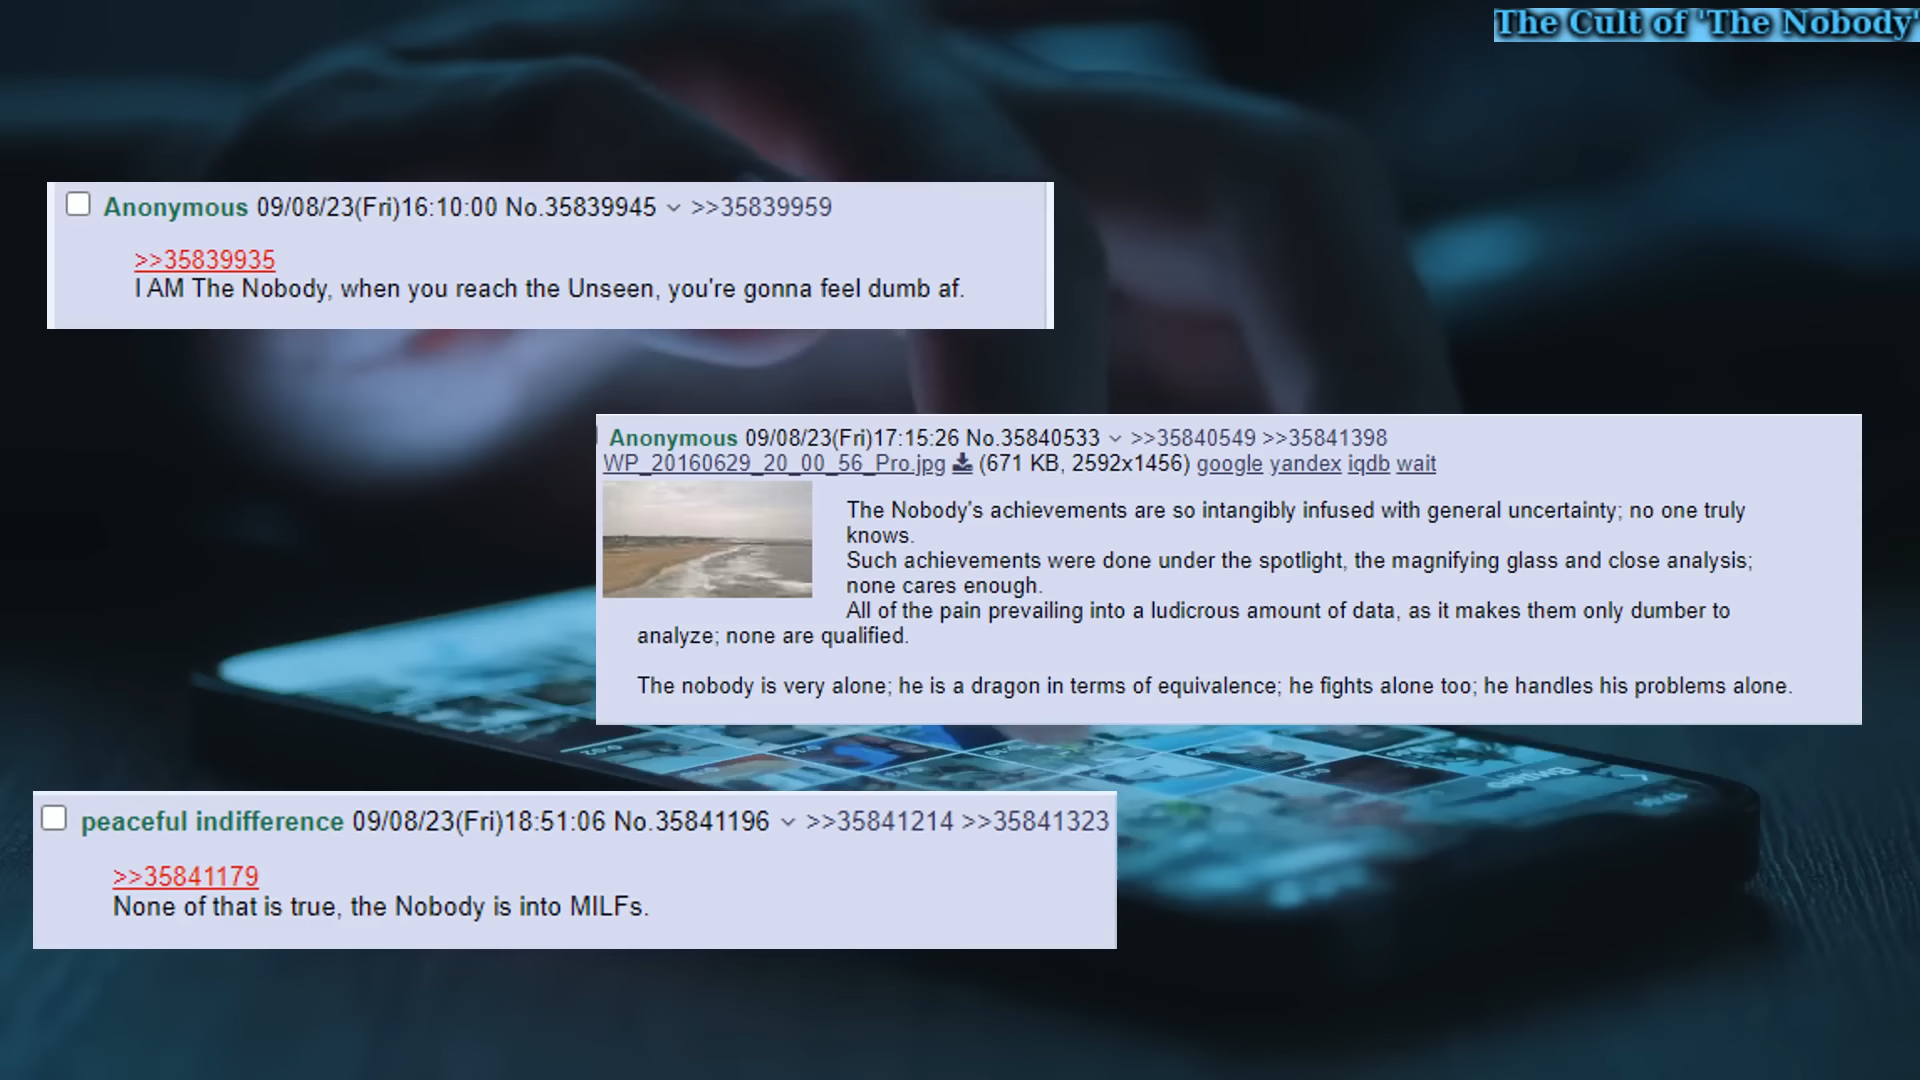 The Cult of 'The Nobody'
Anonymous 09/08/23(Fri)16:10:00 No.35839945 >>35839959
>>35839935
I AM The Nobody, when you reach the Unseen, you're gonna feel dumb af.
Anonymous 09/08/23(Fri)17:15:26 No.35840533 >>35840549 >>35841398
WP_20160629_20_00_56_Pro.jpg (671 KB, 2592x1456) google yandex iqdb wait
The Nobody's achievements are so intangibly infused with general uncertainty; no one truly
knows.
Such achievements were done under the spotlight, the magnifying glass and close analysis;
none cares enough.
All of the pain prevailing into a ludicrous amount of data, as it makes them only dumber to
analyze; none are qualified.
The nobody is very alone; he is a dragon in terms of equivalence; he fights alone too; he handles his problems alone.
peaceful indifference 09/08/23(Fri)18:51:06 No.35841196 >>35841214 >>35841323
>>35841179
None of that is true, the Nobody is into MILFs.